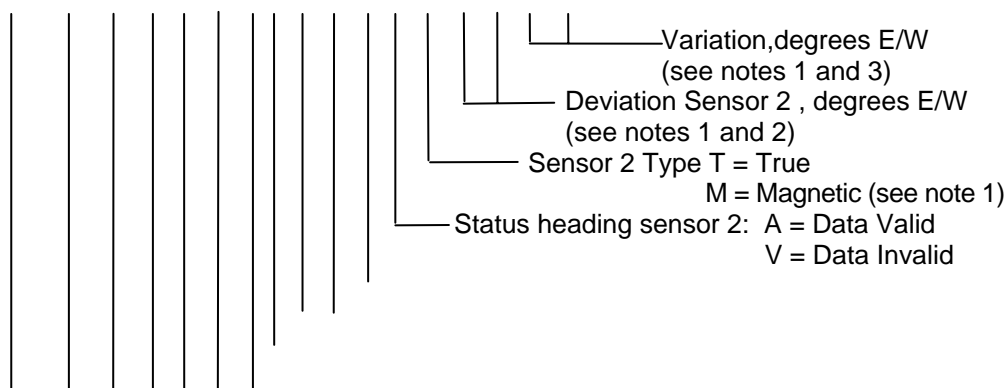 Variation,degrees E/W
(see notes 1 and 3)
Deviation Sensor 2 , degrees E/W
(see notes 1 and 2)
Sensor 2 Type T = True
M = Magnetic (see note 1)
Status heading sensor 2: A = Data Valid
V = Data Invalid